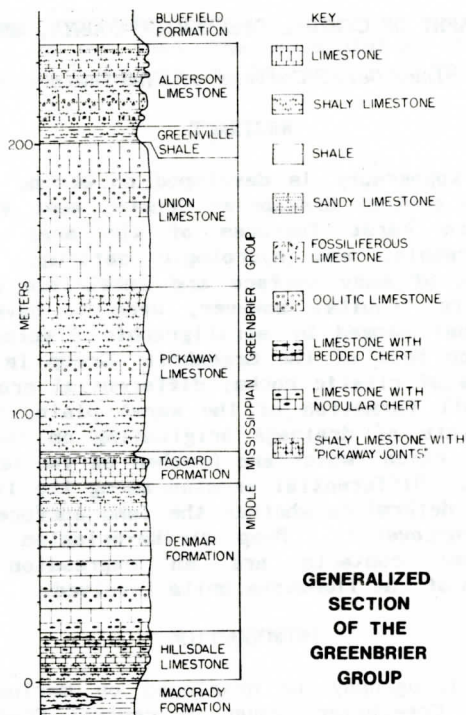 BLUEFIELD
FORMATION
ALDERSON
LIMESTONE
GREENVILLE
SHALE
UNION
LIMESTONE
PICKAWAY
LIMESTONE
TAGGARD
FORMATION
DENMAR
FORMATION
HILLSDALE
LIMESTONE
MACCRADY
FORMATION
200
METERS
100
0
MIDDLE MISSISSIPPIAN GREENBRIER GROUP
KEY
LIMESTONE
SHALY LIMESTONE
SHALE
SANDY LIMESTONE
FOSSILIFEROUS
LIMESTONE
OOLITIC LIMESTONE
LIMESTONE WITH
BEDDED CHERT
LIMESTONE WITH
NODULAR CHERT
SHALY LIMESTONE WITH
"PICKAWAY JOINTS"
GENERALIZED
SECTION
OF THE
GREENBRIER
GROUP